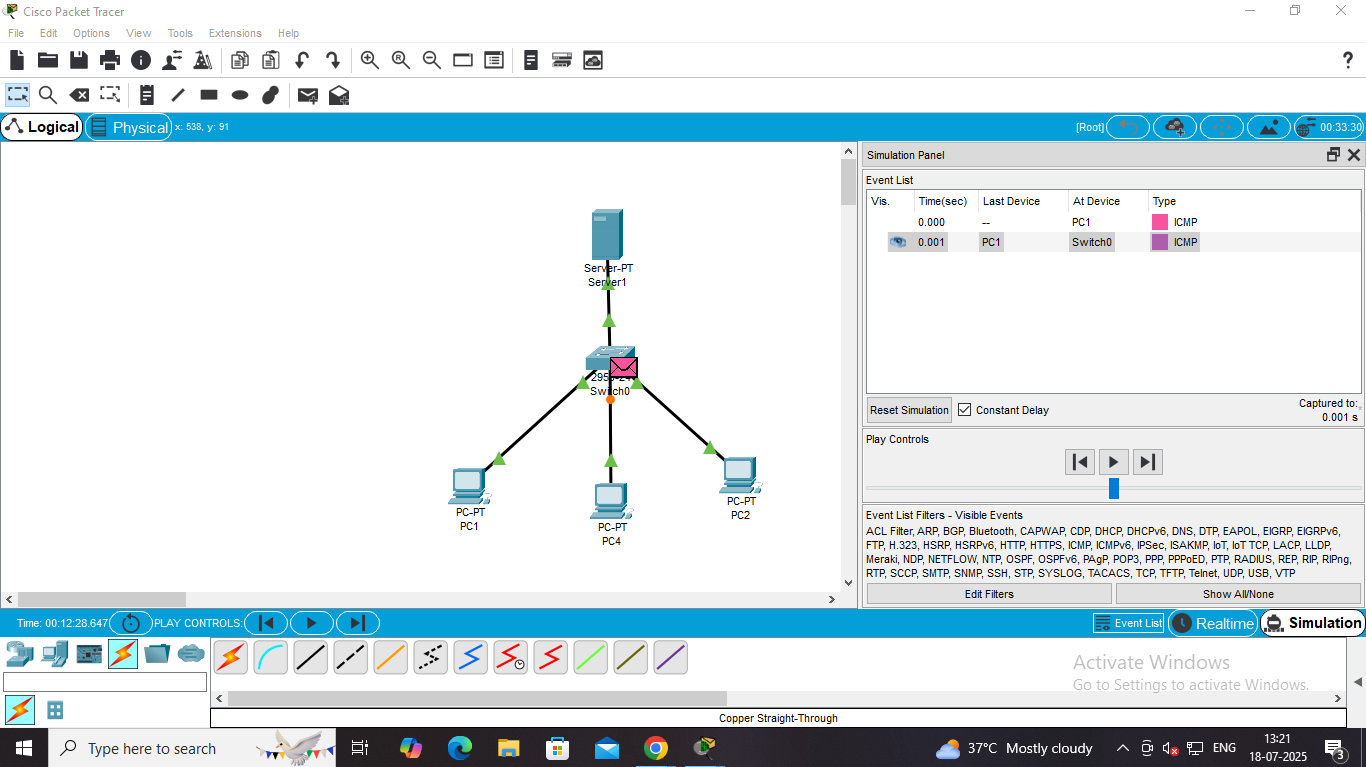 Cisco Packet Tracer
File Edit Options View Tools Extensions Help
Logical Physical x: 538, y: 91 [Root] 00:33:30
Server-PT
Server1
Switch0
PC-PT
PC1
PC-PT
PC4
PC-PT
PC2
Simulation Panel
Event List
Vis. Time(sec) Last Device At Device Type
0.000 -- PC1 ICMP
0.001 PC1 Switch0 ICMP
Reset Simulation Constant Delay Captured to:
0.001 s
Play Controls
Event List Filters - Visible Events
ACL Filter, ARP, BGP, Bluetooth, CAPWAP, CDP, DHCP, DHCPv6, DNS, DTP, EAPOL, EIGRP, EIGRPv6,
FTP, H.323, HSRP, HSRPv6, HTTP, HTTPS, ICMP, ICMPv6, IPSec, ISAKMP, IoT, IoT TCP, LACP, LLDP,
Meraki, NDP, NETFLOW, NTP, OSPF, OSPFv6, PAgP, POP3, PPP, PPPoED, PTP, RADIUS, REP, RIP, RIPng,
RTP, SCCP, SMTP, SNMP, SSH, STP, SYSLOG, TACACS, TCP, TFTP, Telnet, UDP, USB, VTP
Edit Filters Show All/None
Time: 00:12:28.647 PLAY CONTROLS: Event List Realtime Simulation
Activate Windows
Go to Settings to activate Windows.
Copper Straight-Through
Type here to search 37°C Mostly cloudy ENG 13:21
18-07-2025 3